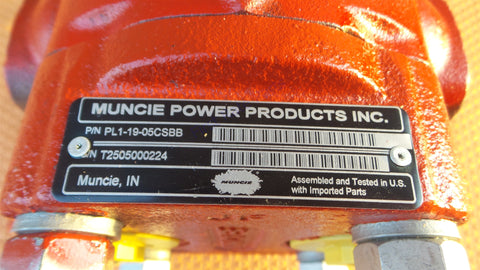 MUNCIE POWER PRODUCTS INC.
P/N PL1-19-05CSBB
T2505000224
Muncie, IN
MUNCIE
Assembled and Tested in U.S.
with Imported Parts